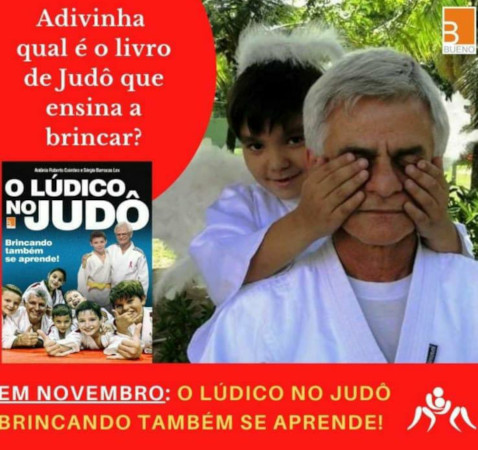 Adivinha
qual é o livro
de Judô que
ensina a
brincar?
B
BUENO
O LÚDICO
NO JUDÔ
Brincando
também
se aprende!
EM NOVEMBRO: O LÚDICO NO JUDÔ
BRINCANDO TAMBÉM SE APRENDE!